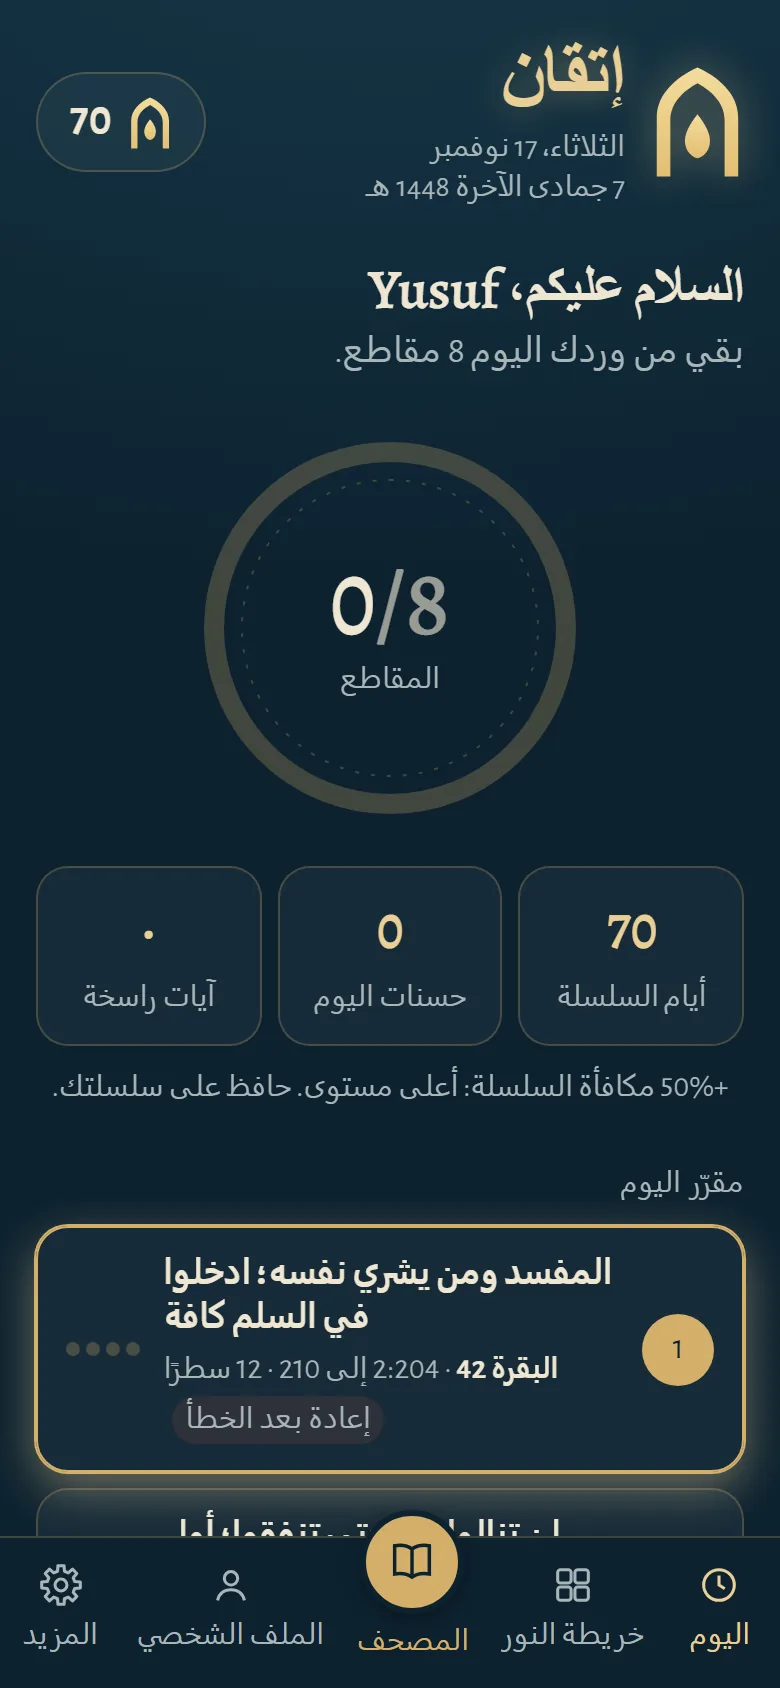 إتقان
الثلاثاء، 17 نوفمبر
7 جمادى الآخرة 1448 هـ
70
السلام عليكم، Yusuf
بقي من وردك اليوم 8 مقاطع.
0/8
المقاطع
70
أيام السلسلة
0
حسنات اليوم
٠
آيات راسخة
+50% مكافأة السلسلة: أعلى مستوى. حافظ على سلسلتك.
مقرّر اليوم
1
المفسد ومن يشري نفسه؛ ادخلوا
في السلم كافة
البقرة 42 · 2:204 إلى 210 · 12 سطرًا
إعادة بعد الخطأ
اليوم
خريطة النور
المصحف
الملف الشخصي
المزيد